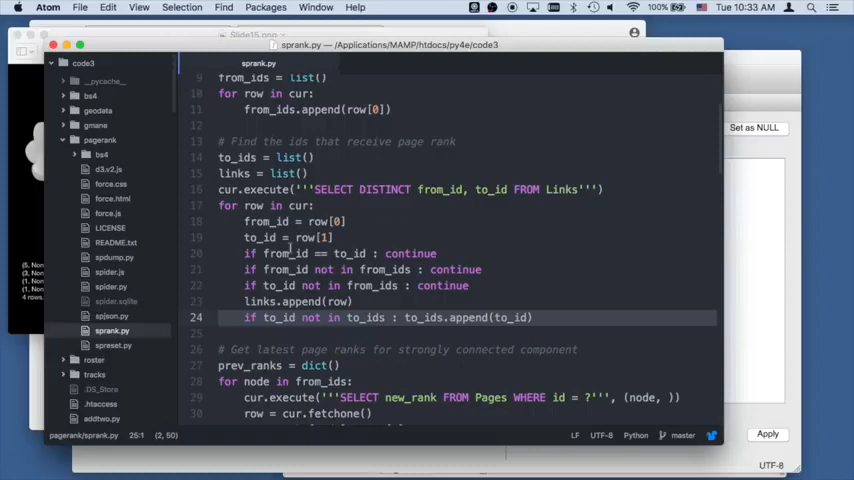 Atom File Edit View Selection Find Packages Window Help 100% Tue 10:33 AM
Slide15.png
sprank.py — /Applications/MAMP/htdocs/py4e/code3
code3
__pycache__
bs4
geodata
gmane
pagerank
bs4
d3.v2.js
force.css
force.html
force.js
LICENSE
README.txt
spdump.py
spider.js
spider.py
spider.sqlite
spjson.py
sprank.py
spreset.py
roster
tracks
.DS_Store
.htaccess
addtwo.py
sprank.py
9 from_ids = list()
10 for row in cur:
11 from_ids.append(row[0])
12
13 # Find the ids that receive page rank
14 to_ids = list()
15 links = list()
16 cur.execute('''SELECT DISTINCT from_id, to_id FROM Links''')
17 for row in cur:
18 from_id = row[0]
19 to_id = row[1]
20 if from_id == to_id : continue
21 if from_id not in from_ids : continue
22 if to_id not in from_ids : continue
23 links.append(row)
24 if to_id not in to_ids : to_ids.append(to_id)
25
26 # Get latest page ranks for strongly connected component
27 prev_ranks = dict()
28 for node in from_ids:
29 cur.execute('''SELECT new_rank FROM Pages WHERE id = ?''', (node, ))
30 row = cur.fetchone()
pagerank/sprank.py 25:1 (2, 50) LF UTF-8 Python master
(5, Non
(3, Non
(1, Non
4 rows.
Set as NULL
Apply
UTF-8